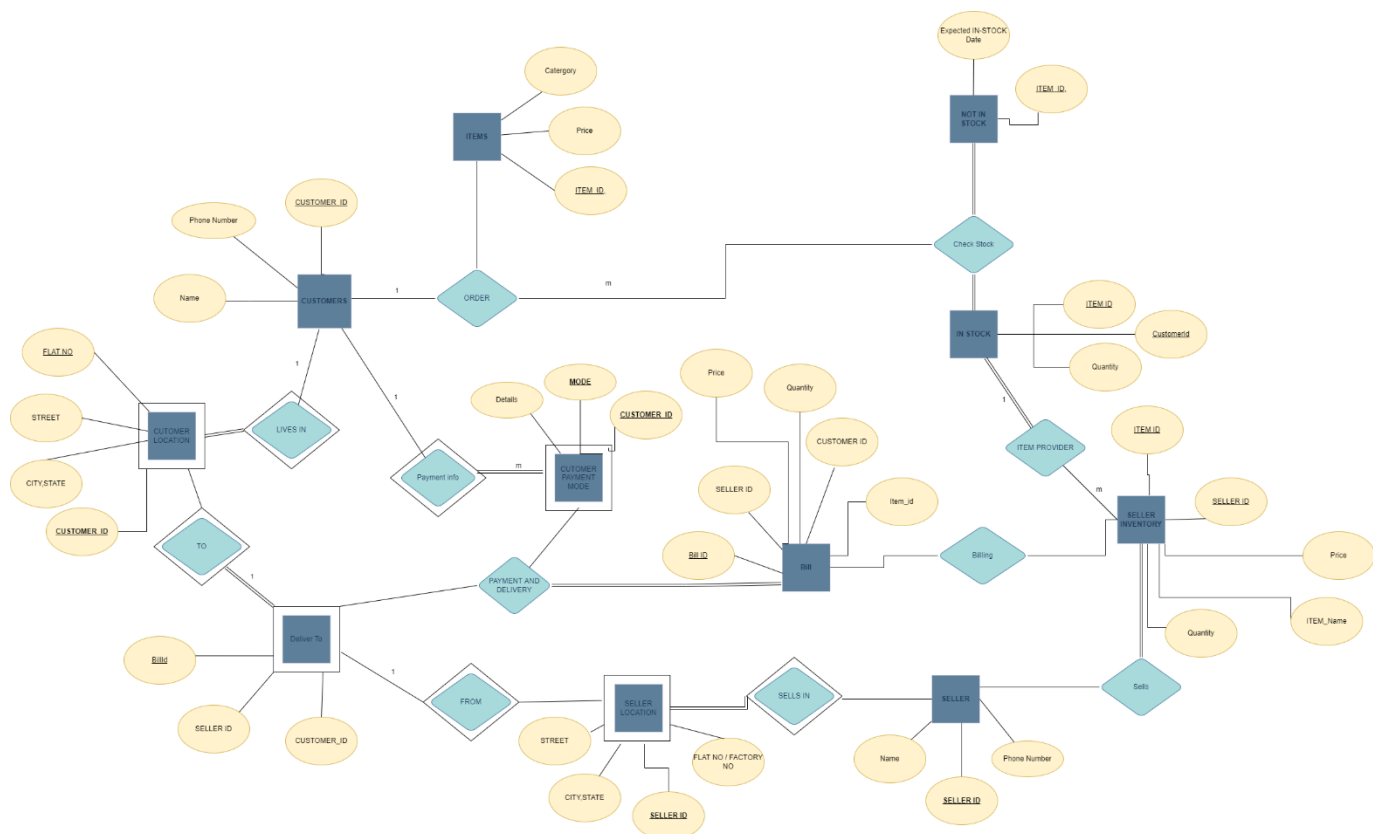 Expected IN-STOCK
Date
Catergory
ITEM_ID,
NOT IN
STOCK
Price
ITEMS
ITEM_ID,
CUSTOMER_ID
Phone Number
Check Stock
Name
CUSTOMERS
1
ORDER
m
ITEM ID
IN STOCK
CustomerId
FLAT NO
Quantity
1
1
1
Price
MODE
Quantity
Details
CUSTOMER_ID
STREET
CUTOMER
LOCATION
LIVES IN
ITEM PROVIDER
ITEM ID
CUSTOMER ID
m
Payment info
CUTOMER
PAYMENT
MODE
CITY,STATE
SELLER ID
Item_id
m
SELLER
INVENTORY
SELLER ID
CUSTOMER_ID
TO
Bill ID
Bill
Billing
Price
1
PAYMENT AND
DELIVERY
ITEM_Name
Deliver To
Quantity
BillId
1
SELLER ID
CUSTOMER_ID
FROM
SELLER
LOCATION
SELLS IN
SELLER
Sells
STREET
FLAT NO / FACTORY
NO
Name
Phone Number
CITY,STATE
SELLER ID
SELLER ID